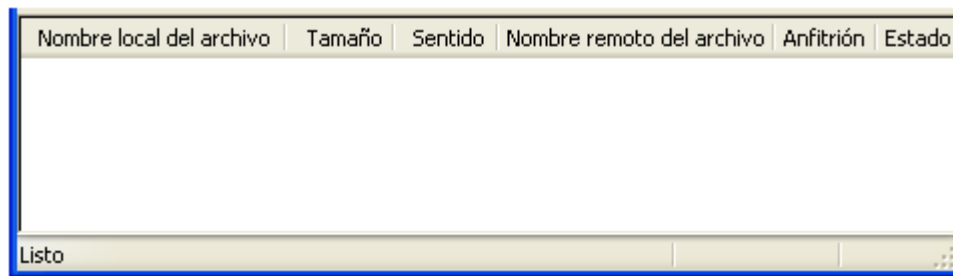 Nombre local del archivo Tamaño Sentido Nombre remoto del archivo Anfitrión Estado
Listo